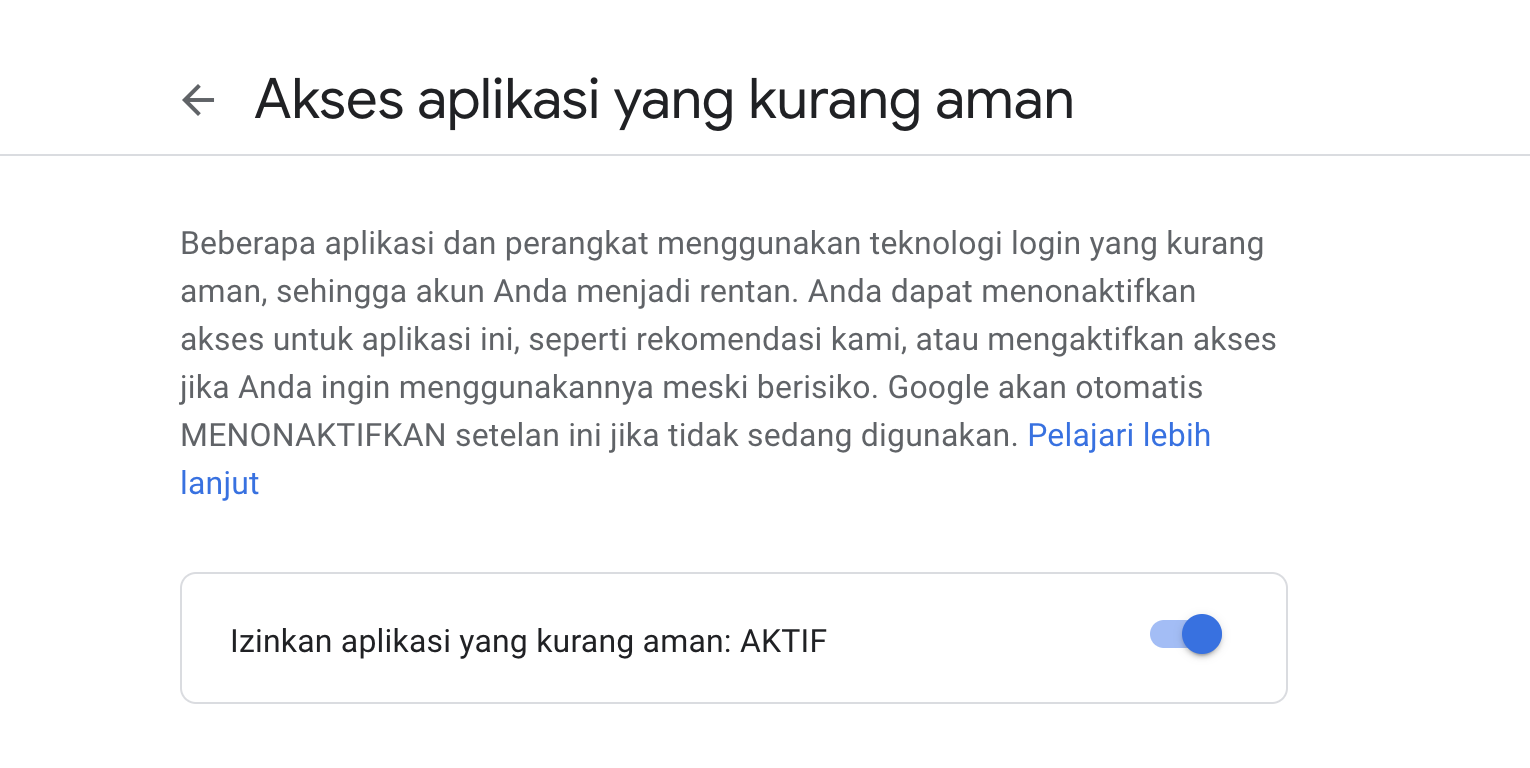 Akses aplikasi yang kurang aman
Beberapa aplikasi dan perangkat menggunakan teknologi login yang kurang
aman, sehingga akun Anda menjadi rentan. Anda dapat menonaktifkan
akses untuk aplikasi ini, seperti rekomendasi kami, atau mengaktifkan akses
jika Anda ingin menggunakannya meski berisiko. Google akan otomatis
MENONAKTIFKAN setelan ini jika tidak sedang digunakan. Pelajari lebih
lanjut
Izinkan aplikasi yang kurang aman: AKTIF